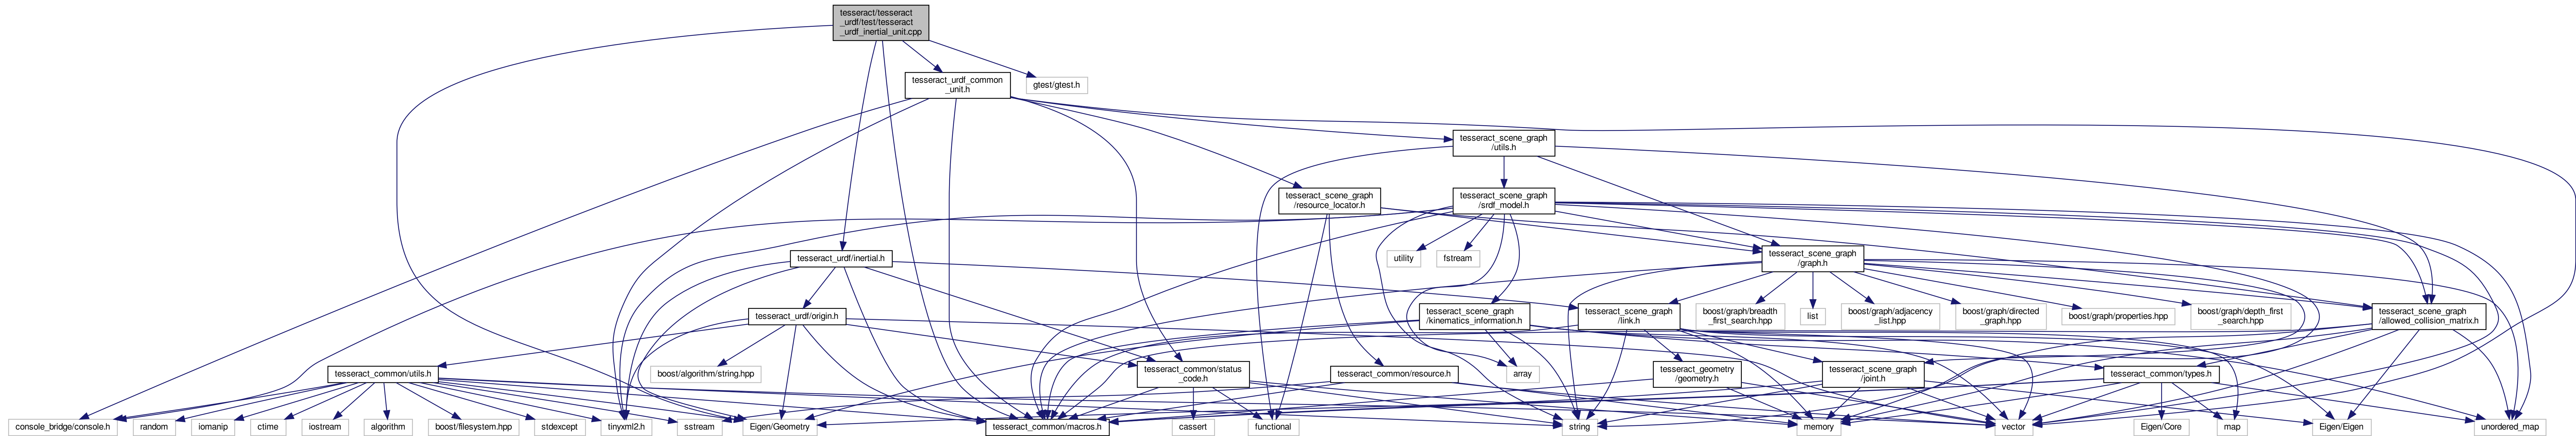 tesseract/tesseract
_urdf/test/tesseract
_urdf_inertial_unit.cpp
tesseract_urdf_common
_unit.h
gtest/gtest.h
tesseract_scene_graph
/utils.h
tesseract_scene_graph
/resource_locator.h
tesseract_scene_graph
/srdf_model.h
tesseract_urdf/inertial.h
utility
fstream
tesseract_scene_graph
/graph.h
tesseract_urdf/origin.h
tesseract_scene_graph
/kinematics_information.h
tesseract_scene_graph
/link.h
boost/graph/breadth
_first_search.hpp
list
boost/graph/adjacency
_list.hpp
boost/graph/directed
_graph.hpp
boost/graph/properties.hpp
boost/graph/depth_first
_search.hpp
tesseract_scene_graph
/allowed_collision_matrix.h
tesseract_common/utils.h
boost/algorithm/string.hpp
tesseract_common/status
_code.h
tesseract_common/resource.h
array
tesseract_geometry
/geometry.h
tesseract_scene_graph
/joint.h
tesseract_common/types.h
console_bridge/console.h
random
iomanip
ctime
iostream
algorithm
boost/filesystem.hpp
stdexcept
tinyxml2.h
sstream
Eigen/Geometry
tesseract_common/macros.h
cassert
functional
string
memory
vector
Eigen/Core
map
Eigen/Eigen
unordered_map